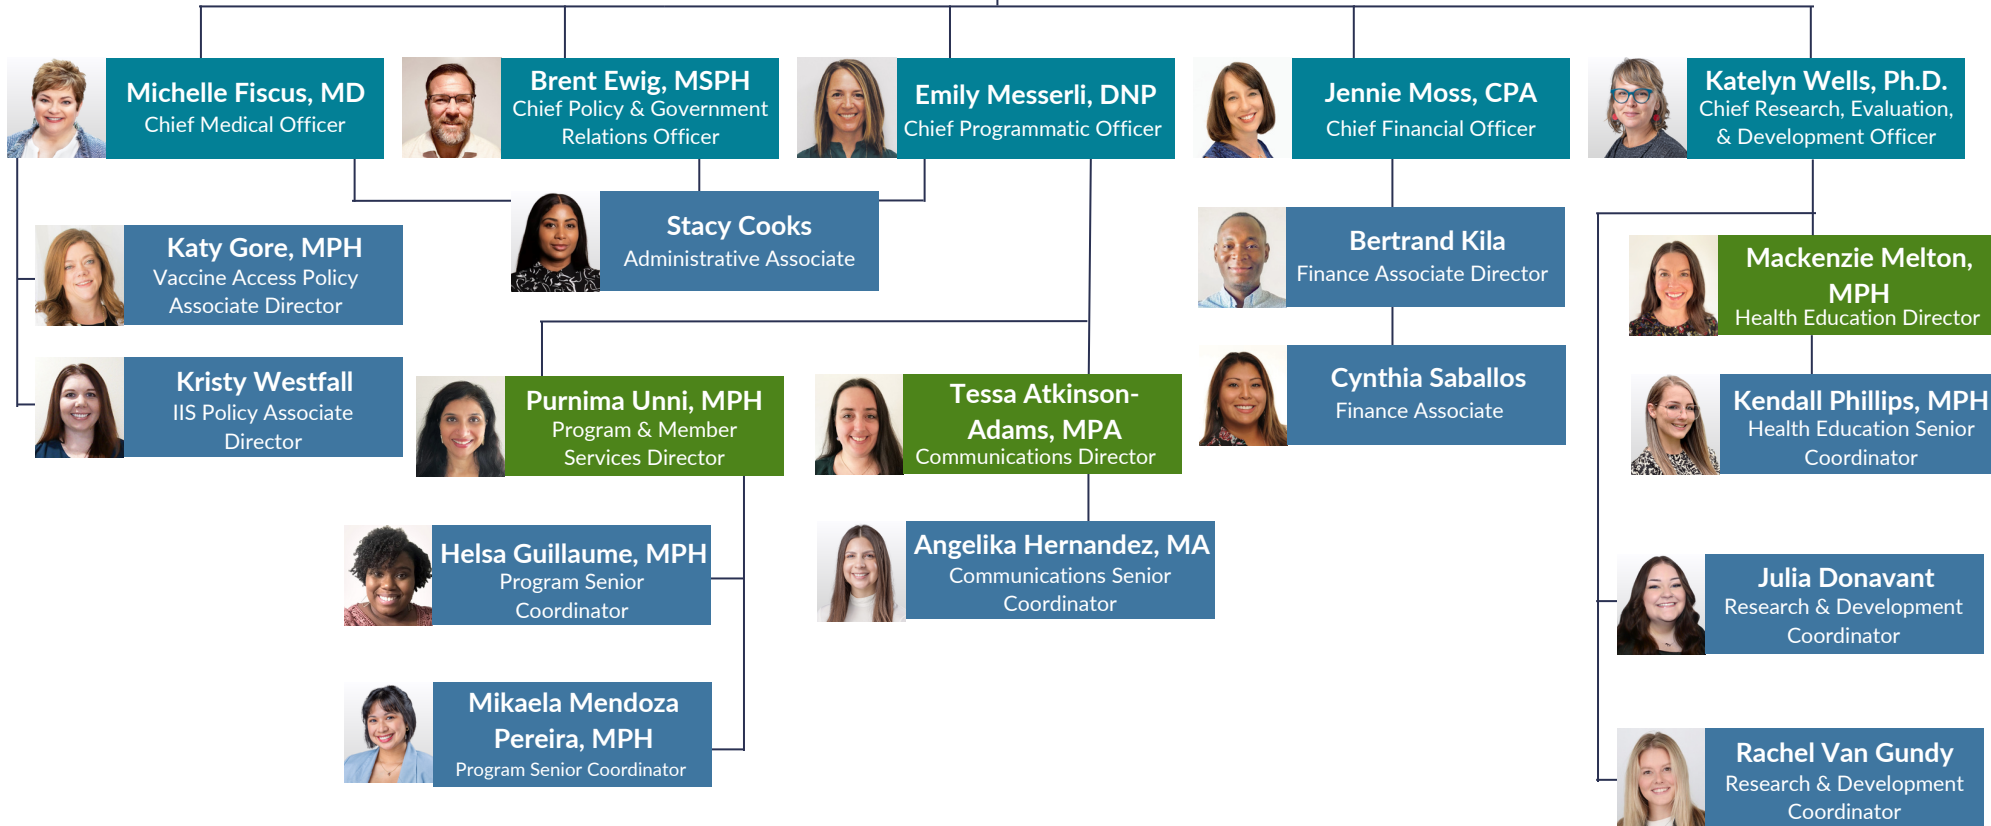 Michelle Fiscus, MD
Chief Medical Officer
Brent Ewig, MSPH
Chief Policy & Government
Relations Officer
Emily Messerli, DNP
Chief Programmatic Officer
Jennie Moss, CPA
Chief Financial Officer
Katelyn Wells, Ph.D.
Chief Research, Evaluation,
& Development Officer
Stacy Cooks
Administrative Associate
Katy Gore, MPH
Vaccine Access Policy
Associate Director
Bertrand Kila
Finance Associate Director
Mackenzie Melton,
MPH
Health Education Director
Kristy Westfall
IIS Policy Associate
Director
Purnima Unni, MPH
Program & Member
Services Director
Tessa Atkinson-
Adams, MPA
Communications Director
Cynthia Saballos
Finance Associate
Kendall Phillips, MPH
Health Education Senior
Coordinator
Helsa Guillaume, MPH
Program Senior
Coordinator
Angelika Hernandez, MA
Communications Senior
Coordinator
Julia Donavant
Research & Development
Coordinator
Mikaela Mendoza
Pereira, MPH
Program Senior Coordinator
Rachel Van Gundy
Research & Development
Coordinator